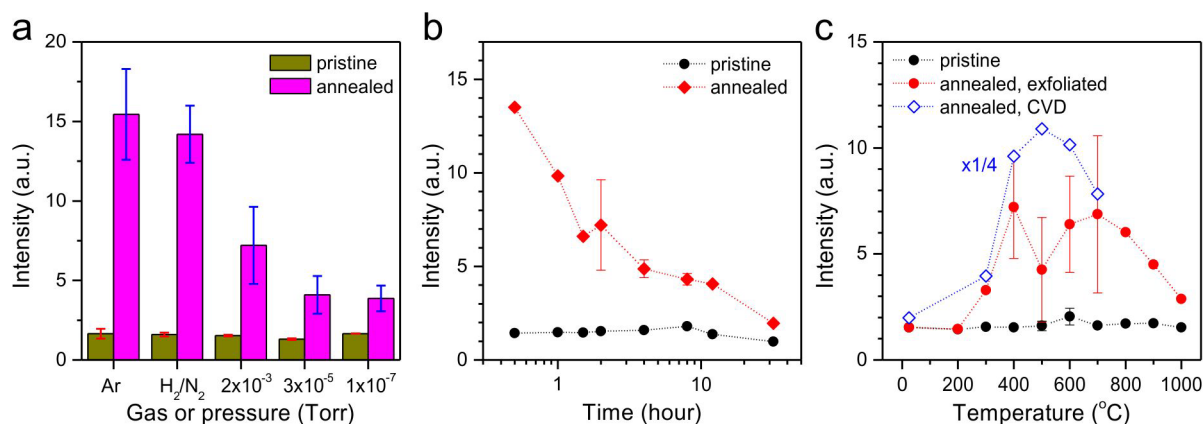 a
20
15
10
5
0
Intensity (a.u.)
pristine
annealed
Ar
H₂/N₂
2x10⁻³
3x10⁻⁵
1x10⁻⁷
Gas or pressure (Torr)
b
15
10
5
0
Intensity (a.u.)
pristine
annealed
1
10
Time (hour)
c
15
10
5
0
Intensity (a.u.)
pristine
annealed, exfoliated
annealed, CVD
x1/4
0
200
400
600
800
1000
Temperature (°C)